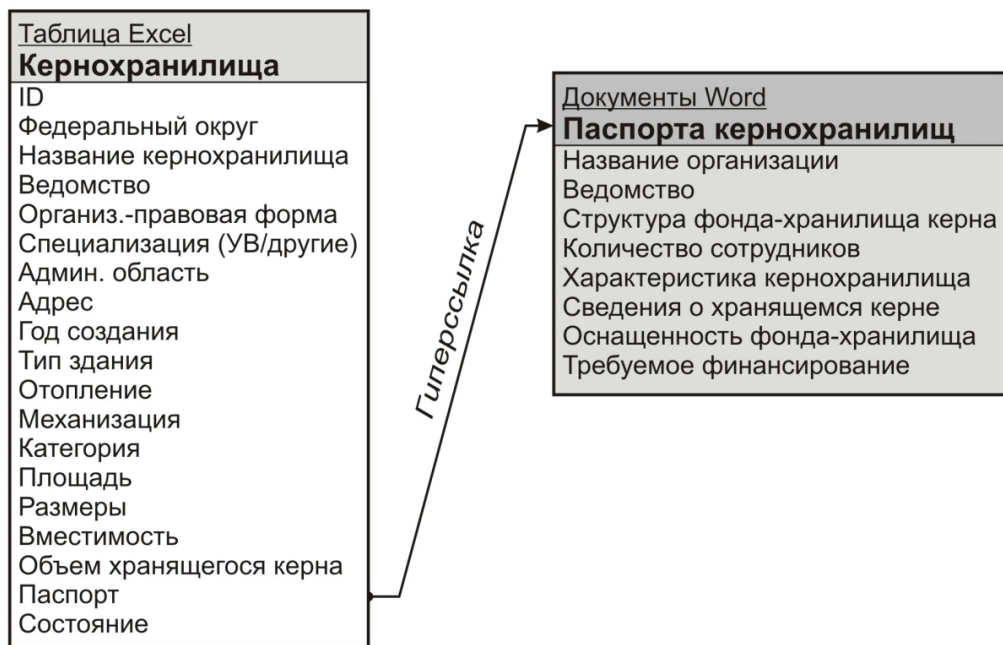 Таблица Excel
Кернохранилища
ID
Федеральный округ
Название кернохранилища
Ведомство
Организ.-правовая форма
Специализация (УВ/другие)
Админ. область
Адрес
Год создания
Тип здания
Отопление
Механизация
Категория
Площадь
Размеры
Вместимость
Объем хранящегося керна
Паспорт
Состояние
Гиперссылка
Документы Word
Паспорта кернохранилищ
Название организации
Ведомство
Структура фонда-хранилища керна
Количество сотрудников
Характеристика кернохранилища
Сведения о хранящемся керне
Оснащенность фонда-хранилища
Требуемое финансирование